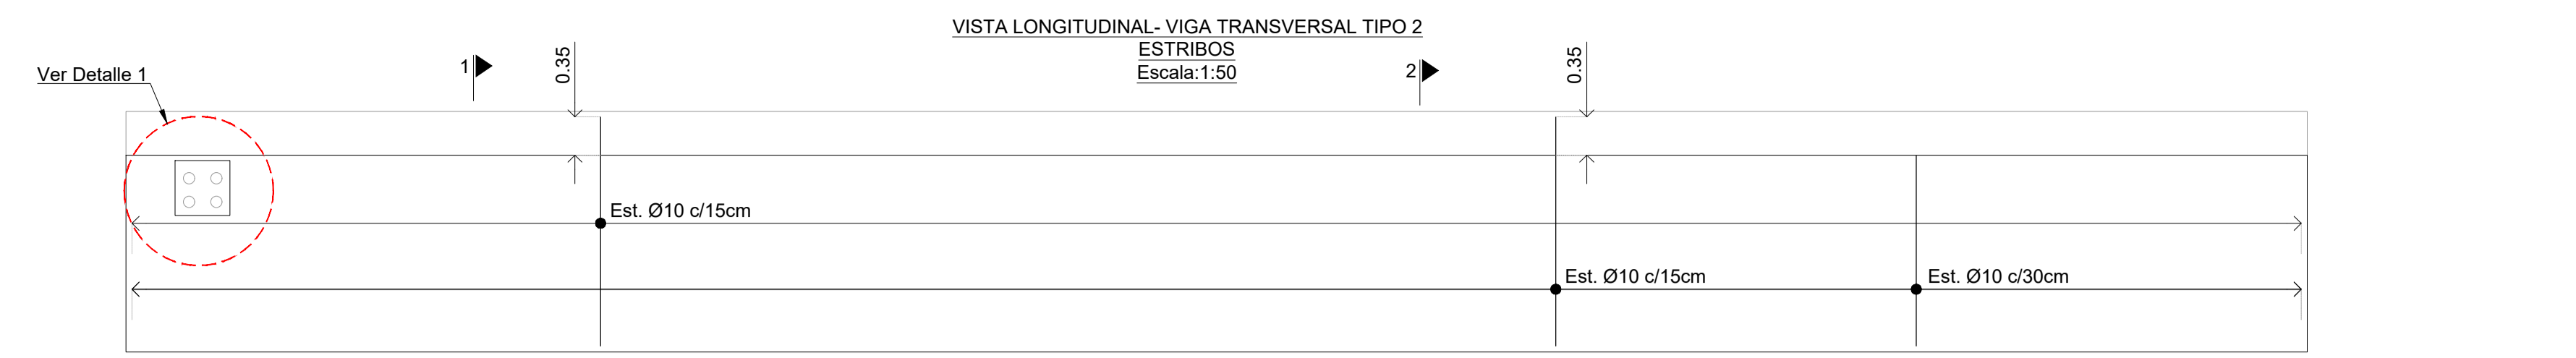 VISTA LONGITUDINAL- VIGA TRANSVERSAL TIPO 2
ESTRIBOS
Escala:1:50
Ver Detalle 1
1
0.35
2
0.35
Est. Ø10 c/15cm
Est. Ø10 c/15cm
Est. Ø10 c/30cm